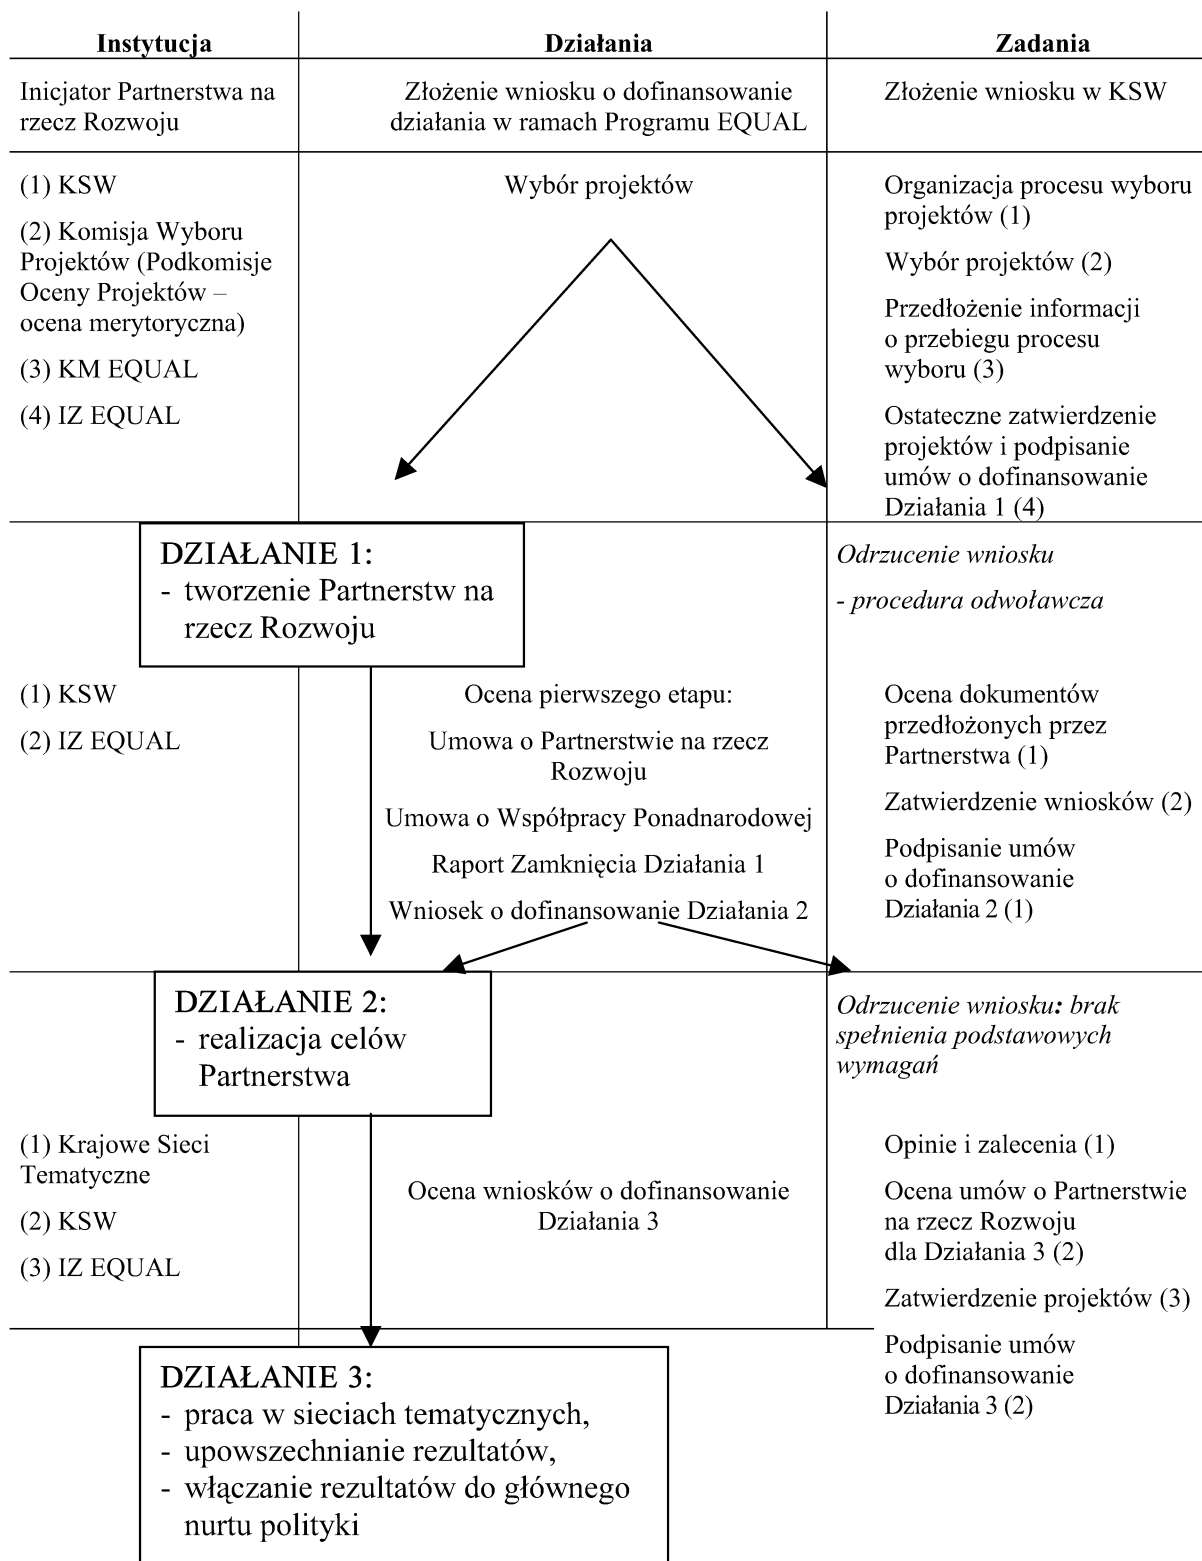 Instytucja
Działania
Zadania
Inicjator Partnerstwa na
rzecz Rozwoju
Złożenie wniosku o dofinansowanie
działania w ramach Programu EQUAL
Złożenie wniosku w KSW
(1) KSW
(2) Komisja Wyboru
Projektów (Podkomisje
Oceny Projektów –
ocena merytoryczna)
(3) KM EQUAL
(4) IZ EQUAL
Wybór projektów
Organizacja procesu wyboru
projektów (1)
Wybór projektów (2)
Przedłożenie informacji
o przebiegu procesu
wyboru (3)
Ostateczne zatwierdzenie
projektów i podpisanie
umów o dofinansowanie
Działania 1 (4)
DZIAŁANIE 1:
- tworzenie Partnerstw na
rzecz Rozwoju
Odrzucenie wniosku
- procedura odwoławcza
(1) KSW
(2) IZ EQUAL
Ocena pierwszego etapu:
Umowa o Partnerstwie na rzecz
Rozwoju
Umowa o Współpracy Ponadnarodowej
Raport Zamknięcia Działania 1
Wniosek o dofinansowanie Działania 2
Ocena dokumentów
przedłożonych przez
Partnerstwa (1)
Zatwierdzenie wniosków (2)
Podpisanie umów
o dofinansowanie
Działania 2 (1)
DZIAŁANIE 2:
- realizacja celów
Partnerstwa
Odrzucenie wniosku: brak
spełnienia podstawowych
wymagań
(1) Krajowe Sieci
Tematyczne
(2) KSW
(3) IZ EQUAL
Ocena wniosków o dofinansowanie
Działania 3
Opinie i zalecenia (1)
Ocena umów o Partnerstwie
na rzecz Rozwoju
dla Działania 3 (2)
Zatwierdzenie projektów (3)
Podpisanie umów
o dofinansowanie
Działania 3 (2)
DZIAŁANIE 3:
- praca w sieciach tematycznych,
- upowszechnianie rezultatów,
- włączanie rezultatów do głównego
nurtu polityki